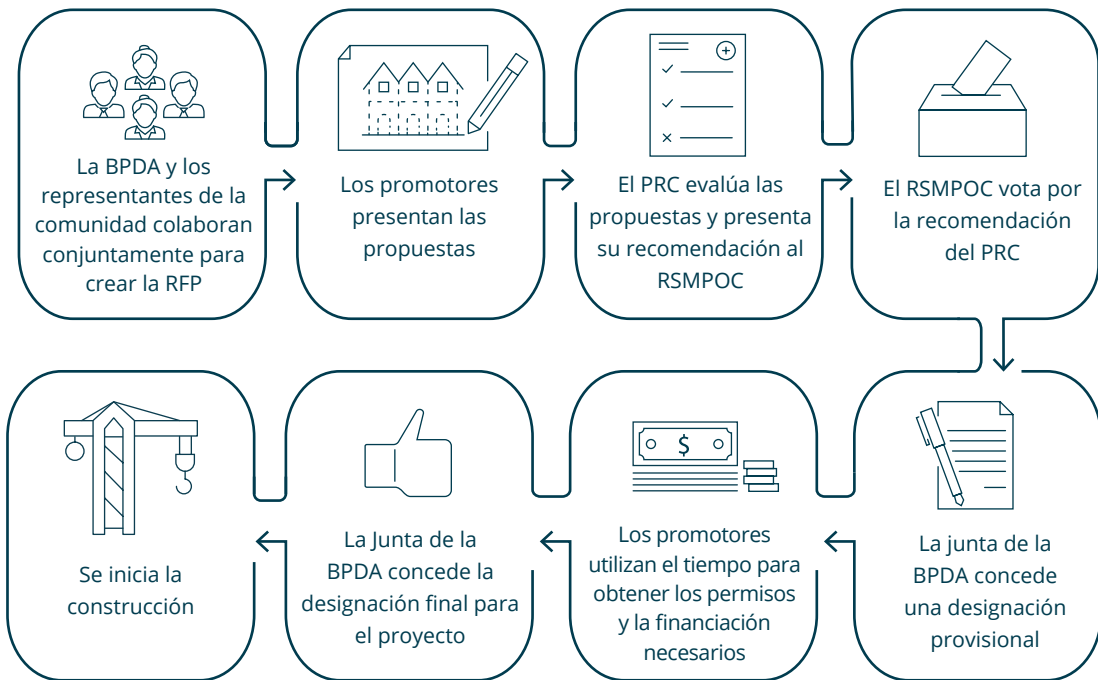 La BPDA y los
representantes de la
comunidad colaboran
conjuntamente para
crear la RFP
Los promotores
presentan las
propuestas
El PRC evalúa las
propuestas y presenta
su recomendación al
RSMPOC
El RSMPOC vota por
la recomendación
del PRC
$
La junta de la
BPDA concede
una designación
provisional
Los promotores
utilizan el tiempo para
obtener los permisos
y la financiación
necesarios
La Junta de la
BPDA concede la
designación final para
el proyecto
Se inicia la
construcción